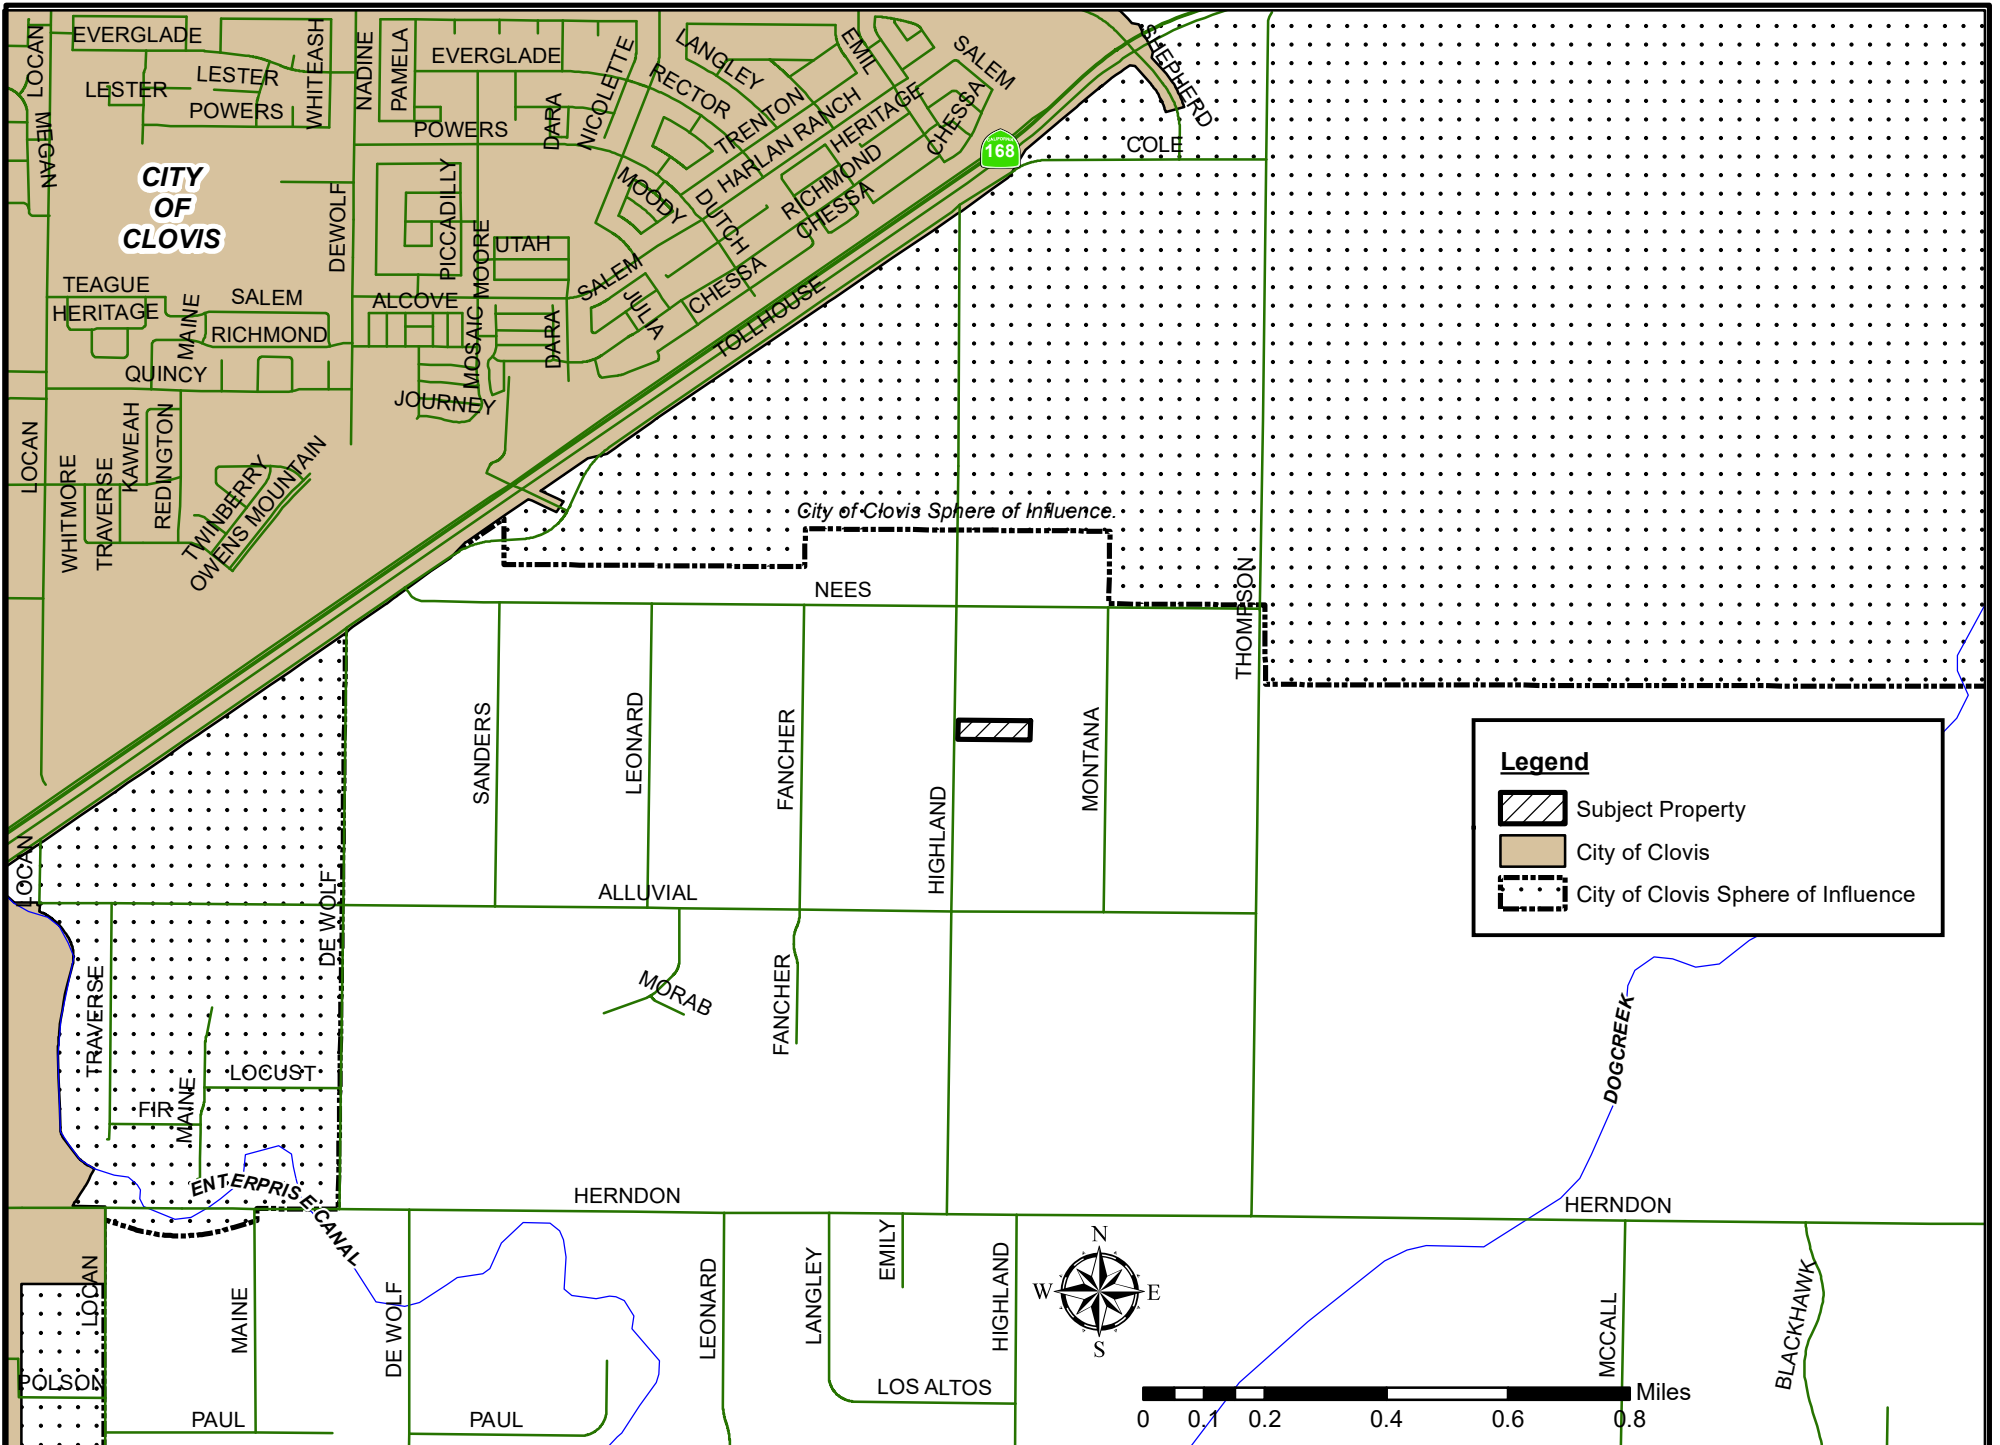 LOCAN
EVERGLADE
WHITEASH
NADINE
PAMELA
EVERGLADE
NICOLETTE
LANGLEY
EMIL
SALEM
SHEPHERD
LESTER
LESTER
POWERS
RECTOR
TRENTON
HARLAN RANCH
HERITAGE
CHESSA
MEGAN
POWERS
DARA
CALIFORNIA
168
COLE
CITY
OF
CLOVIS
DEWOLF
PICCADILLY
MOODY
DUTCH
RICHMOND
CHESSA
MOORE
UTAH
SALEM
JULIA
CHESSA
TOLLHOUSE
TEAGUE
HERITAGE
MAINE
SALEM
RICHMOND
ALCOVE
MOSAIC
DARA
QUINCY
JOURNEY
LOCAN
WHITMORE
TRAVERSE
KAWEAH
REDINGTON
TWINBERRY
OWENS MOUNTAIN
City of Clovis Sphere of Influence
NEES
THOMPSON
SANDERS
LEONARD
FANCHER
HIGHLAND
MONTANA
Legend
Subject Property
City of Clovis
City of Clovis Sphere of Influence
LOCAN
DE WOLF
ALLUVIAL
TRAVERSE
MORAB
FANCHER
DOGCREEK
LOCUST
FIR
MAINE
ENTERPRISE CANAL
HERNDON
HERNDON
LOCAN
MAINE
DE WOLF
LEONARD
LANGLEY
EMILY
HIGHLAND
N
W
E
S
MCCALL
BLACKHAWK
POLSON
PAUL
PAUL
LOS ALTOS
Miles
0 0.1 0.2 0.4 0.6 0.8